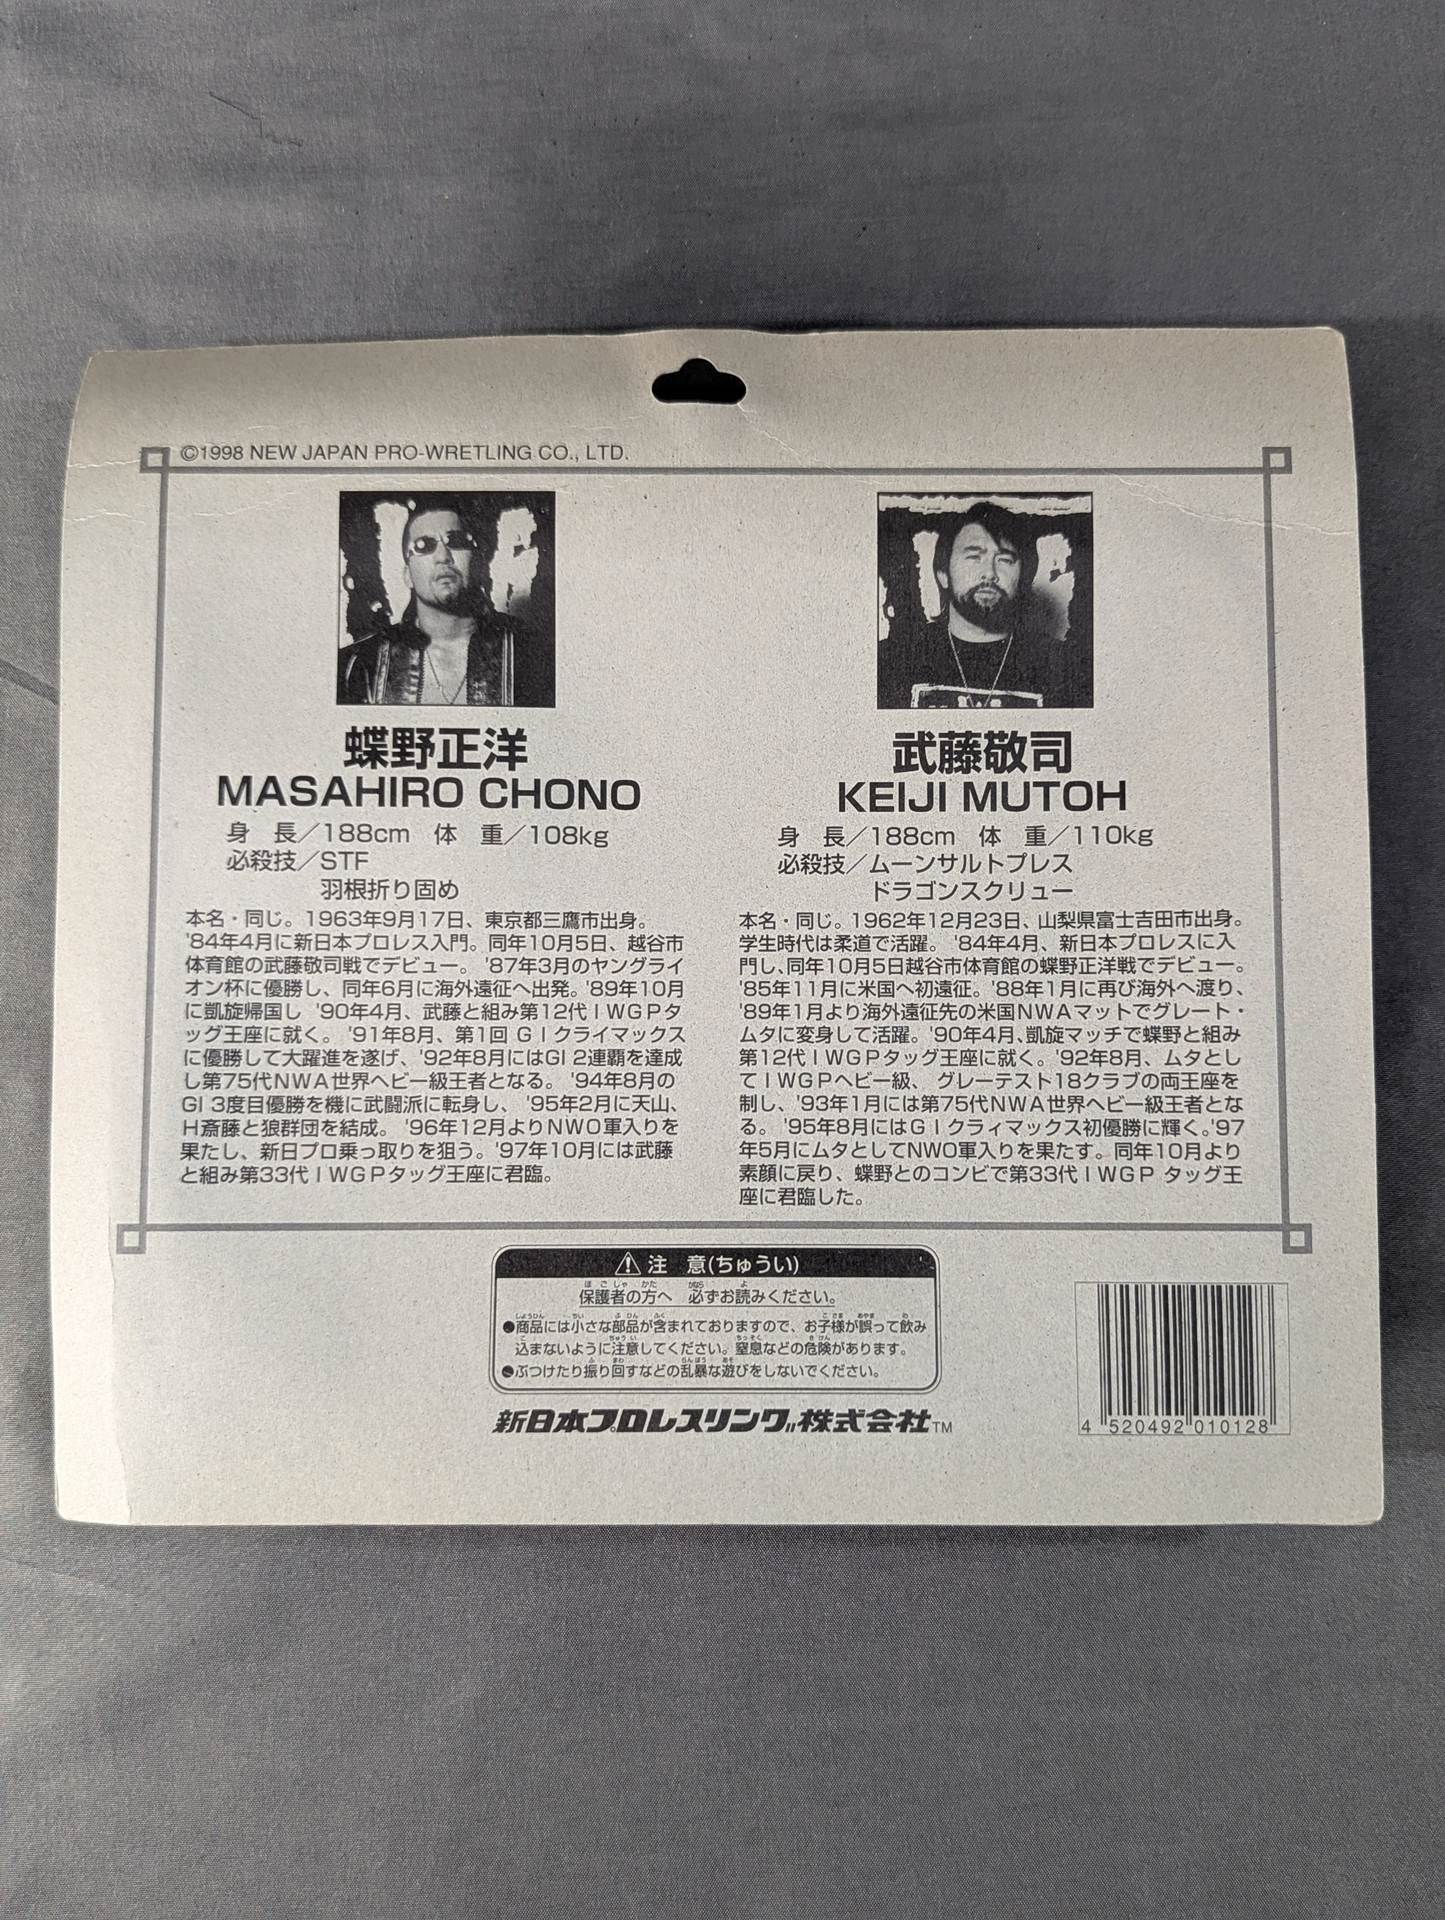 ©1998 NEW JAPAN PRO-WRETLING CO., LTD.
蝶野正洋
MASAHIRO CHONO
身 長／188cm 体 重／108kg
必殺技／STF
羽根折り固め
本名・同じ。1963年9月17日、東京都三鷹市出身。
'84年4月に新日本プロレス入門。同年10月5日、越谷市
体育館の武藤敬司戦でデビュー。'87年3月のヤングライ
オン杯に優勝し、同年6月に海外遠征へ出発。'89年10月
に凱旋帰国し '90年4月、武藤と組み第12代IWGPタ
ッグ王座に就く。'91年8月、第1回 GIクライマックス
に優勝して大躍進を遂げ、'92年8月にはGI 2連覇を達成
し第75代NWA世界ヘビー級王者となる。'94年8月の
GI 3度目優勝を機に武闘派に転身し、'95年2月に天山、
H斎藤と狼群団を結成。'96年12月よりNWO軍入りを
果たし、新日プロ乗っ取りを狙う。'97年10月には武藤
と組み第33代IWGPタッグ王座に君臨。
武藤敬司
KEIJI MUTOH
身 長／188cm 体 重／110kg
必殺技／ムーンサルトプレス
ドラゴンスクリュー
本名・同じ。1962年12月23日、山梨県富士吉田市出身。
学生時代は柔道で活躍。'84年4月、新日本プロレスに入
門し、同年10月5日越谷市体育館の蝶野正洋戦でデビュー。
'85年11月に米国へ初遠征。'88年1月に再び海外へ渡り、
'89年1月より海外遠征先の米国NWAマットでグレート・
ムタに変身して活躍。'90年4月、凱旋マッチで蝶野と組み
第12代IWGPタッグ王座に就く。'92年8月、ムタとし
てIWGPヘビー級、グレーテスト18クラブの両王座を
制し、'93年1月には第75代NWA世界ヘビー級王者とな
る。'95年8月にはGIクライマックス初優勝に輝く。'97
年5月にムタとしてNWO軍入りを果たす。同年10月より
素顔に戻り、蝶野とのコンビで第33代IWGP タッグ王
座に君臨した。
⚠注 意(ちゅうい)
保護者の方へ 必ずお読みください。
●商品には小さな部品が含まれておりますので、お子様が誤って飲み
込まないように注意してください。窒息などの危険があります。
●ぶつけたり振り回すなどの乱暴な遊びをしないでください。
新日本プロレスリング株式会社TM
4 520492 010128